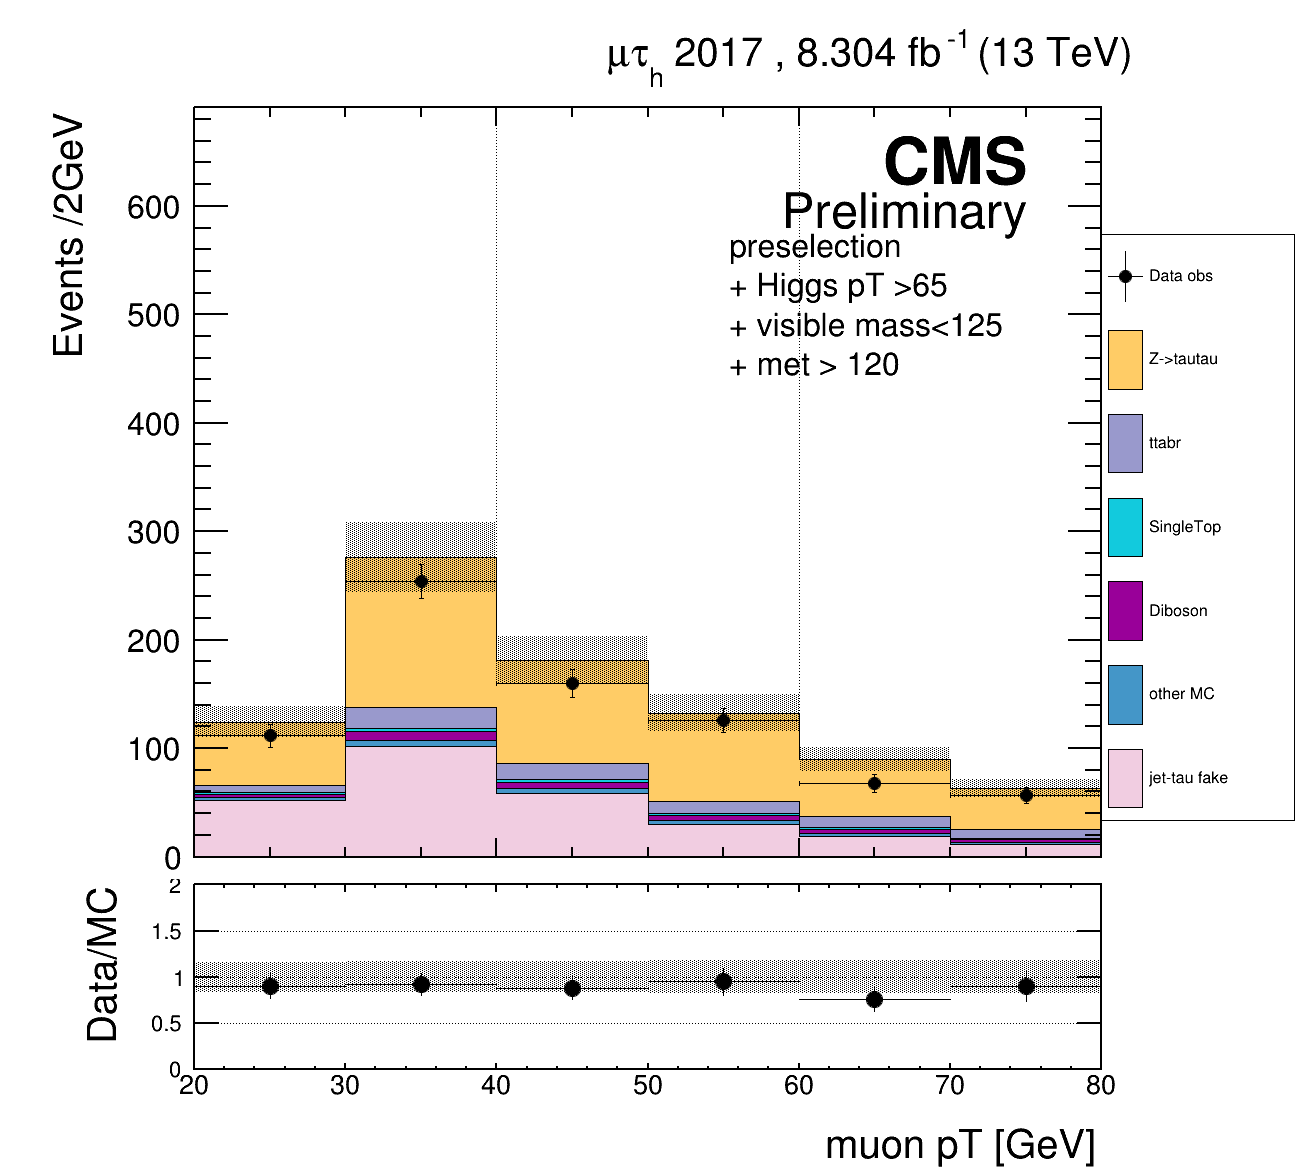 μτh 2017 , 8.304 fb-1 (13 TeV)
Events /2GeV
CMS
Preliminary
preselection
+ Higgs pT >65
+ visible mass<125
+ met > 120
600
500
400
300
200
100
0
Data obs
Z->tautau
ttabr
SingleTop
Diboson
other MC
jet-tau fake
Data/MC
2
1.5
1
0.5
0
20 30 40 50 60 70 80
muon pT [GeV]